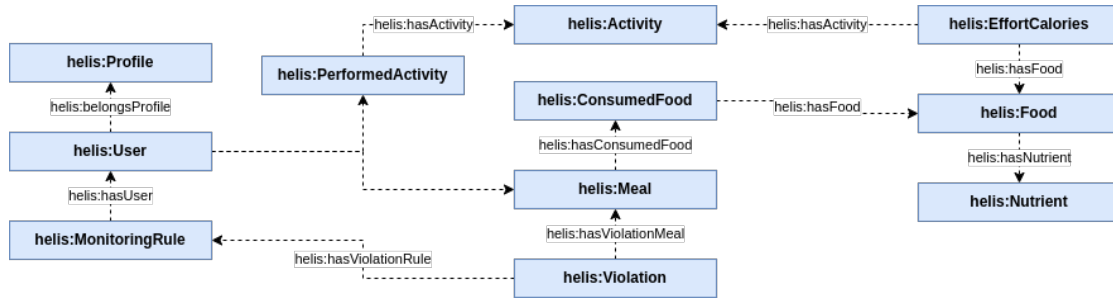 helis:hasActivity
helis:Activity
helis:hasActivity
helis:EffortCalories
helis:Profile
helis:PerformedActivity
helis:hasFood
helis:belongsProfile
helis:ConsumedFood
helis:hasFood
helis:Food
helis:User
helis:hasConsumedFood
helis:hasNutrient
helis:hasUser
helis:Meal
helis:Nutrient
helis:MonitoringRule
helis:hasViolationMeal
helis:hasViolationRule
helis:Violation